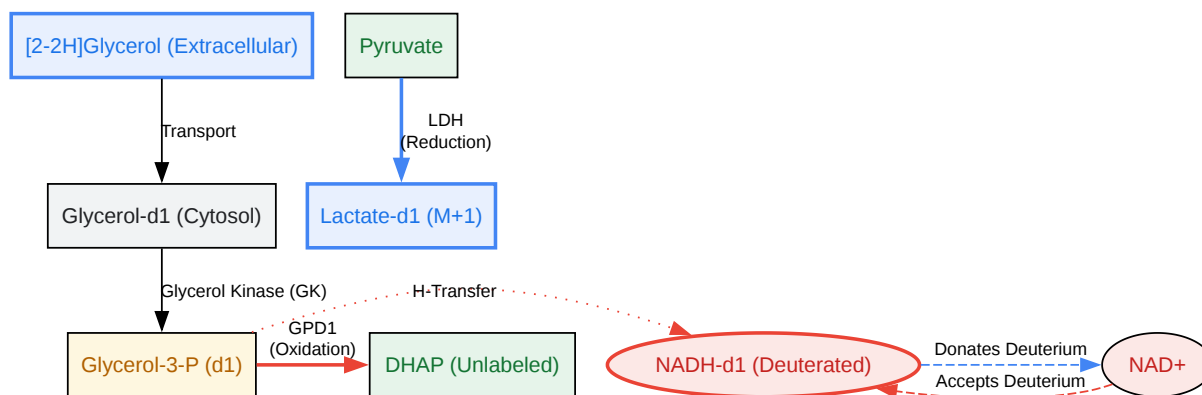 [2-2H]Glycerol (Extracellular)
Pyruvate
Transport
LDH
(Reduction)
Glycerol-d1 (Cytosol)
Lactate-d1 (M+1)
Glycerol Kinase (GK)
H-Transfer
GPD1
(Oxidation)
Glycerol-3-P (d1)
DHAP (Unlabeled)
NADH-d1 (Deuterated)
Donates Deuterium
Accepts Deuterium
NAD+